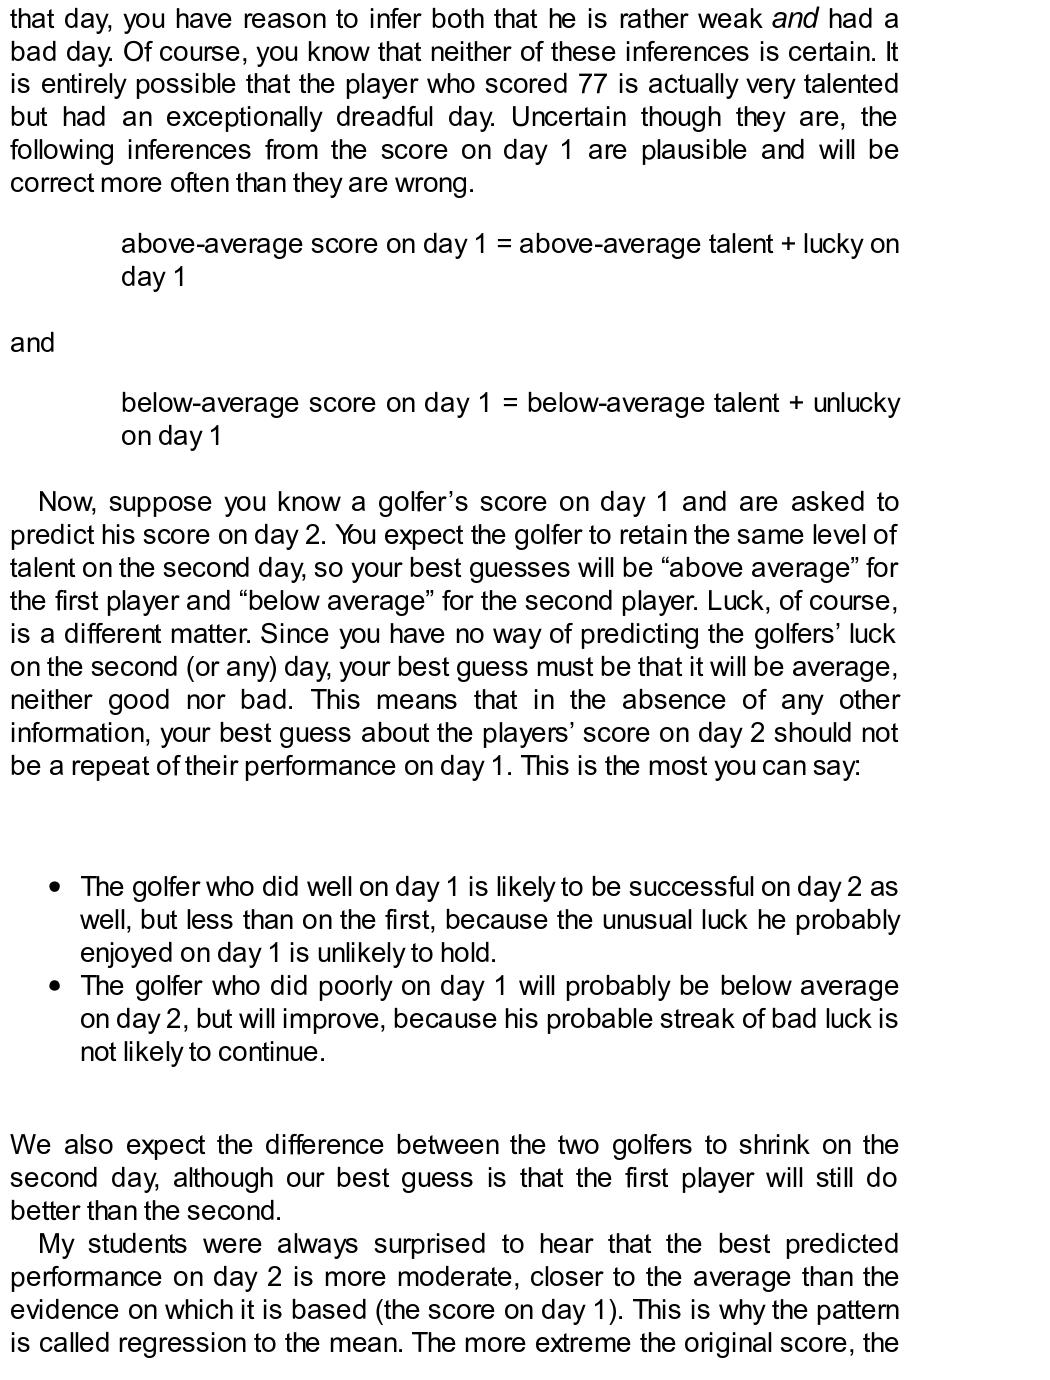 that day, you have reason to infer both that he is rather weak and had a
bad day. Of course, you know that neither of these inferences is certain. It
is entirely possible that the player who scored 77 is actually very talented
but had an exceptionally dreadful day. Uncertain though they are, the
following inferences from the score on day 1 are plausible and will be
correct more often than they are wrong.
above-average score on day 1 = above-average talent + lucky on
day 1
and
below-average score on day 1 = below-average talent + unlucky
on day 1
Now, suppose you know a golfer’s score on day 1 and are asked to
predict his score on day 2. You expect the golfer to retain the same level of
talent on the second day, so your best guesses will be “above average” for
the first player and “below average” for the second player. Luck, of course,
is a different matter. Since you have no way of predicting the golfers’ luck
on the second (or any) day, your best guess must be that it will be average,
neither good nor bad. This means that in the absence of any other
information, your best guess about the players’ score on day 2 should not
be a repeat of their performance on day 1. This is the most you can say:
• The golfer who did well on day 1 is likely to be successful on day 2 as
well, but less than on the first, because the unusual luck he probably
enjoyed on day 1 is unlikely to hold.
• The golfer who did poorly on day 1 will probably be below average
on day 2, but will improve, because his probable streak of bad luck is
not likely to continue.
We also expect the difference between the two golfers to shrink on the
second day, although our best guess is that the first player will still do
better than the second.
My students were always surprised to hear that the best predicted
performance on day 2 is more moderate, closer to the average than the
evidence on which it is based (the score on day 1). This is why the pattern
is called regression to the mean. The more extreme the original score, the